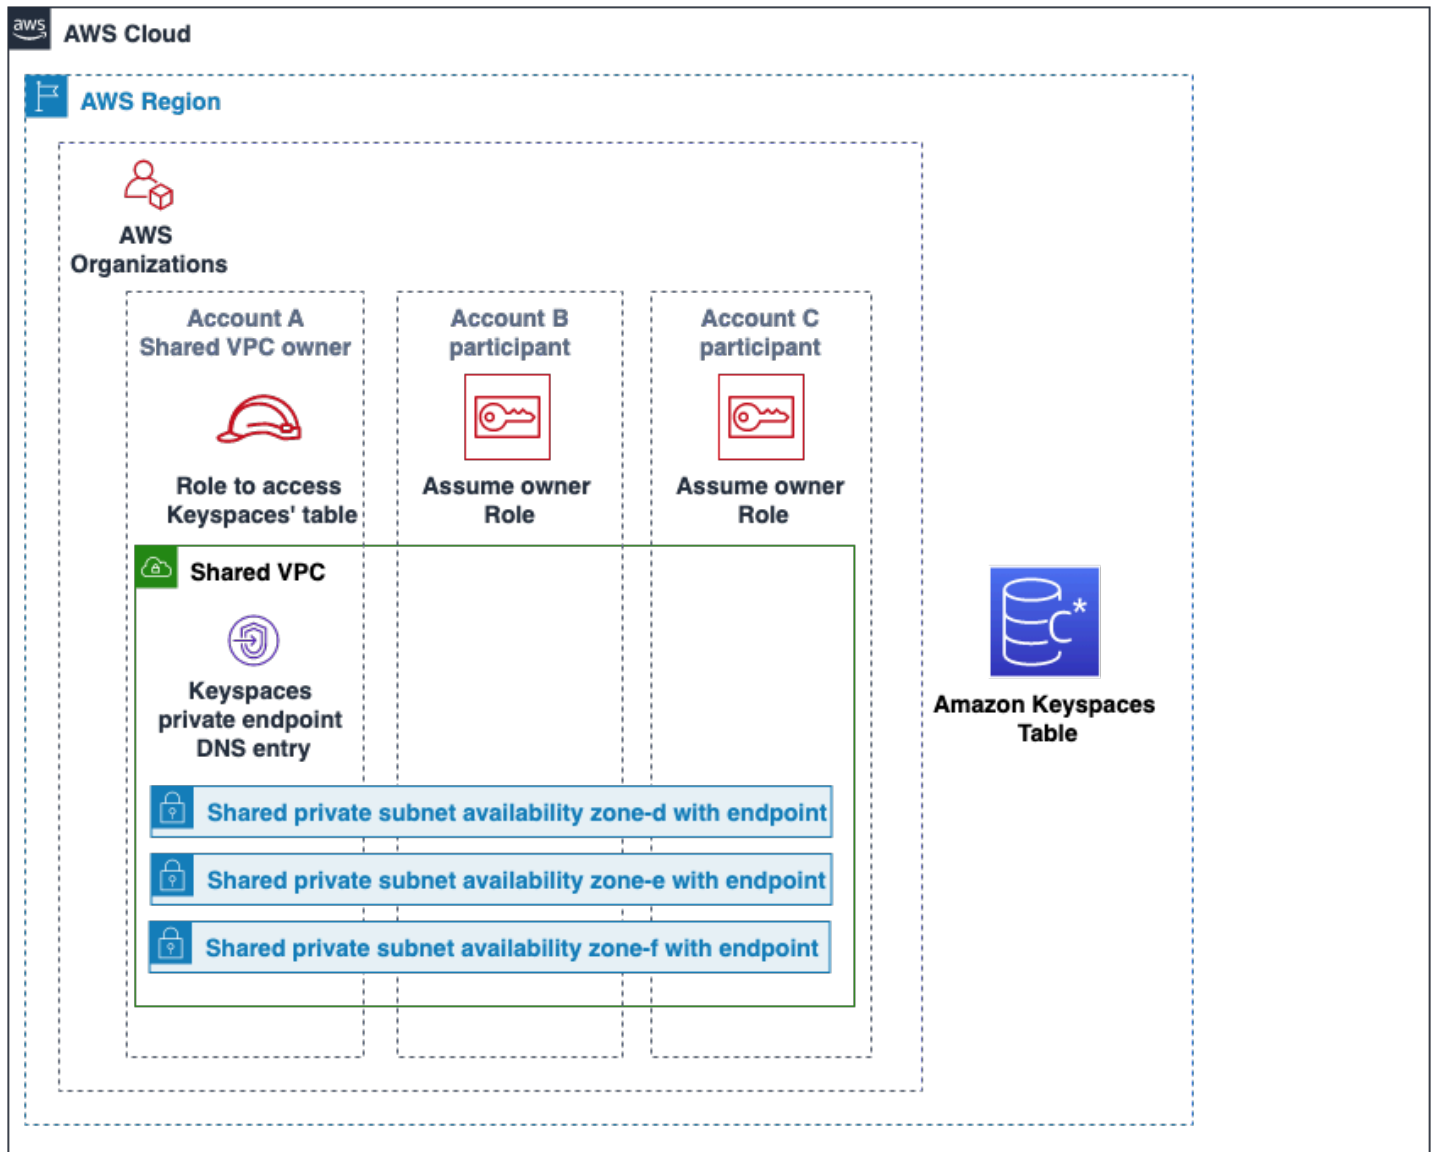 aws
AWS Cloud
AWS Region
AWS
Organizations
Account A
Shared VPC owner
Role to access
Keyspaces' table
Account B
participant
Assume owner
Role
Account C
participant
Assume owner
Role
Shared VPC
Keyspaces
private endpoint
DNS entry
Shared private subnet availability zone-d with endpoint
Shared private subnet availability zone-e with endpoint
Shared private subnet availability zone-f with endpoint
C*
Amazon Keyspaces
Table